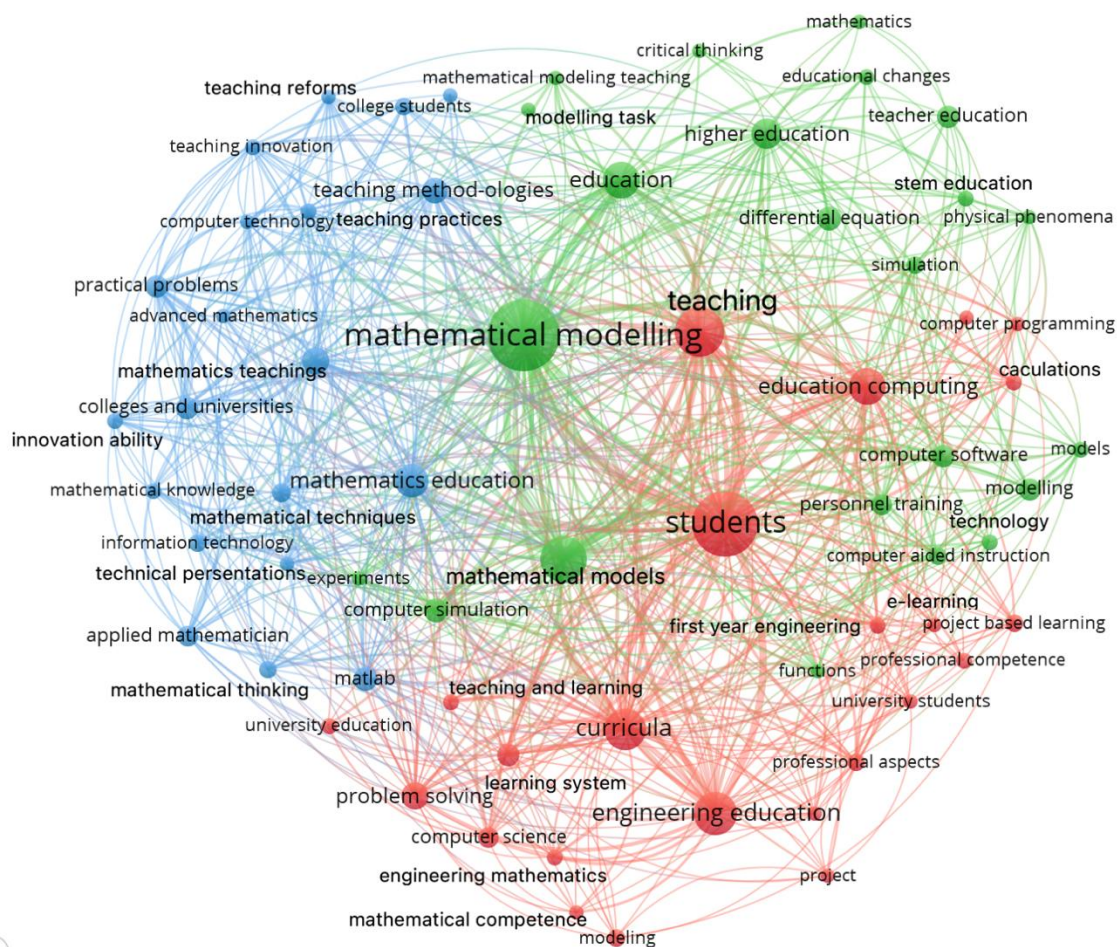 mathematics
critical thinking
mathematical modeling teaching
educational changes
teaching reforms
college students
modelling task
teacher education
higher education
teaching innovation
education
stem education
teaching method-ologies
computer technology
teaching practices
differential equation
physical phenomena
simulation
practical problems
teaching
advanced mathematics
computer programming
mathematical modelling
mathematics teachings
caculations
education computing
colleges and universities
innovation ability
models
computer software
mathematics education
mathematical knowledge
modelling
personnel training
mathematical techniques
students
technology
information technology
computer aided instruction
technical persentations
experiments
mathematical models
e-learning
computer simulation
first year engineering
project based learning
applied mathematician
professional competence
functions
matlab
mathematical thinking
teaching and learning
university students
university education
curricula
professional aspects
learning system
problem solving
engineering education
computer science
engineering mathematics
project
mathematical competence
modeling